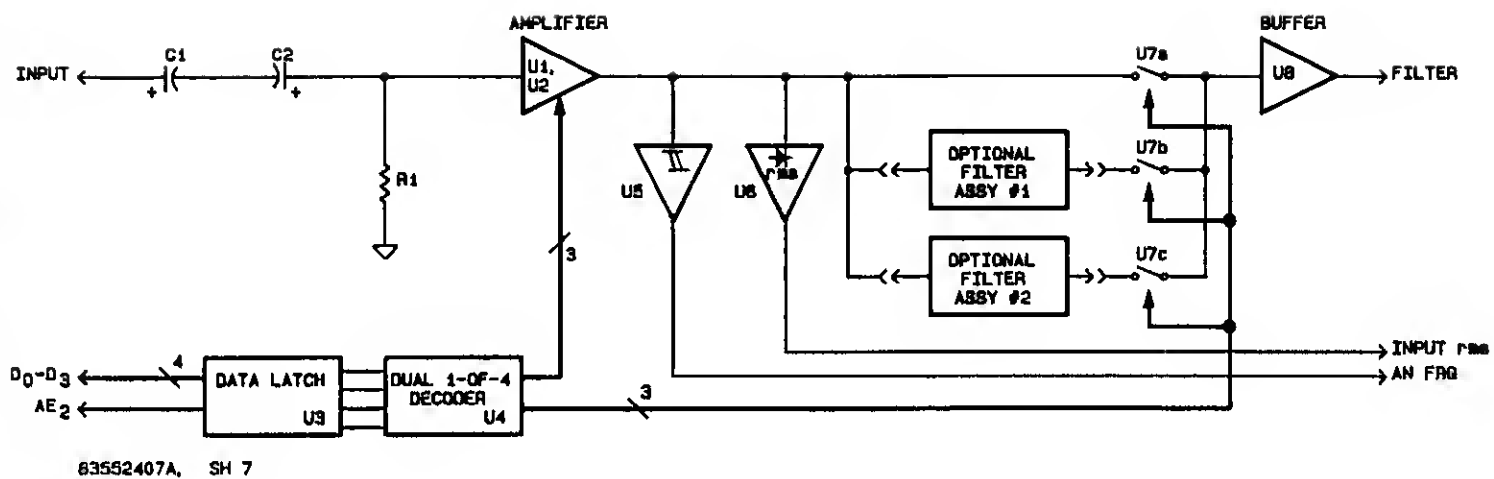 AMPLIFIER
BUFFER
C1
C2
U7a
INPUT
+
+
U1,
U2
U8
FILTER
R1
U5
rms
U6
OPTIONAL
FILTER
ASSY #1
U7b
3
OPTIONAL
FILTER
ASSY #2
U7c
INPUT rms
AN FRQ
D0-D3
4
AE2
DATA LATCH
U3
DUAL 1-OF-4
DECODER
U4
3
83552407A, SH 7